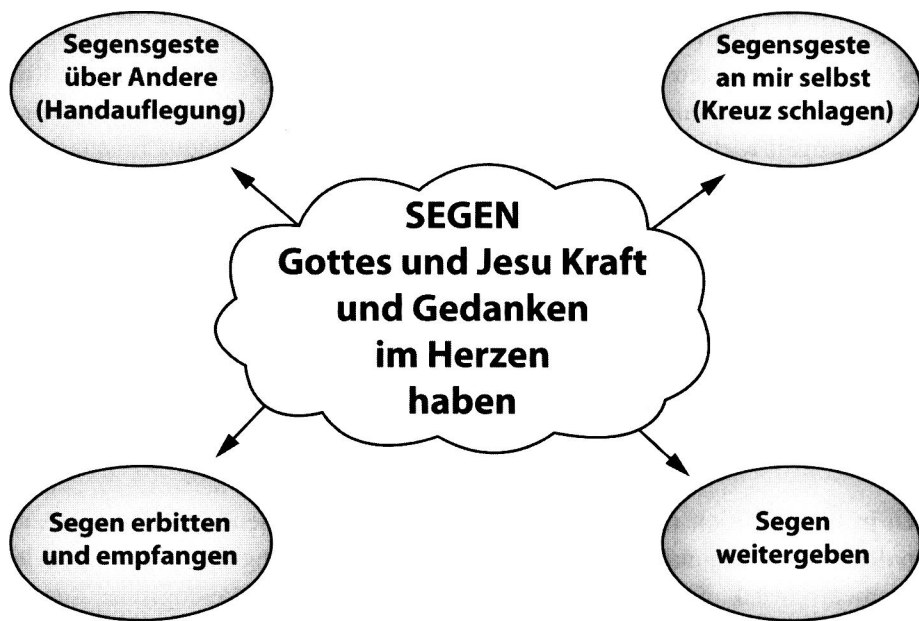 Segensgeste
über Andere
(Handauflegung)
Segensgeste
an mir selbst
(Kreuz schlagen)
SEGEN
Gottes und Jesu Kraft
und Gedanken
im Herzen
haben
Segen erbitten
und empfangen
Segen
weitergeben